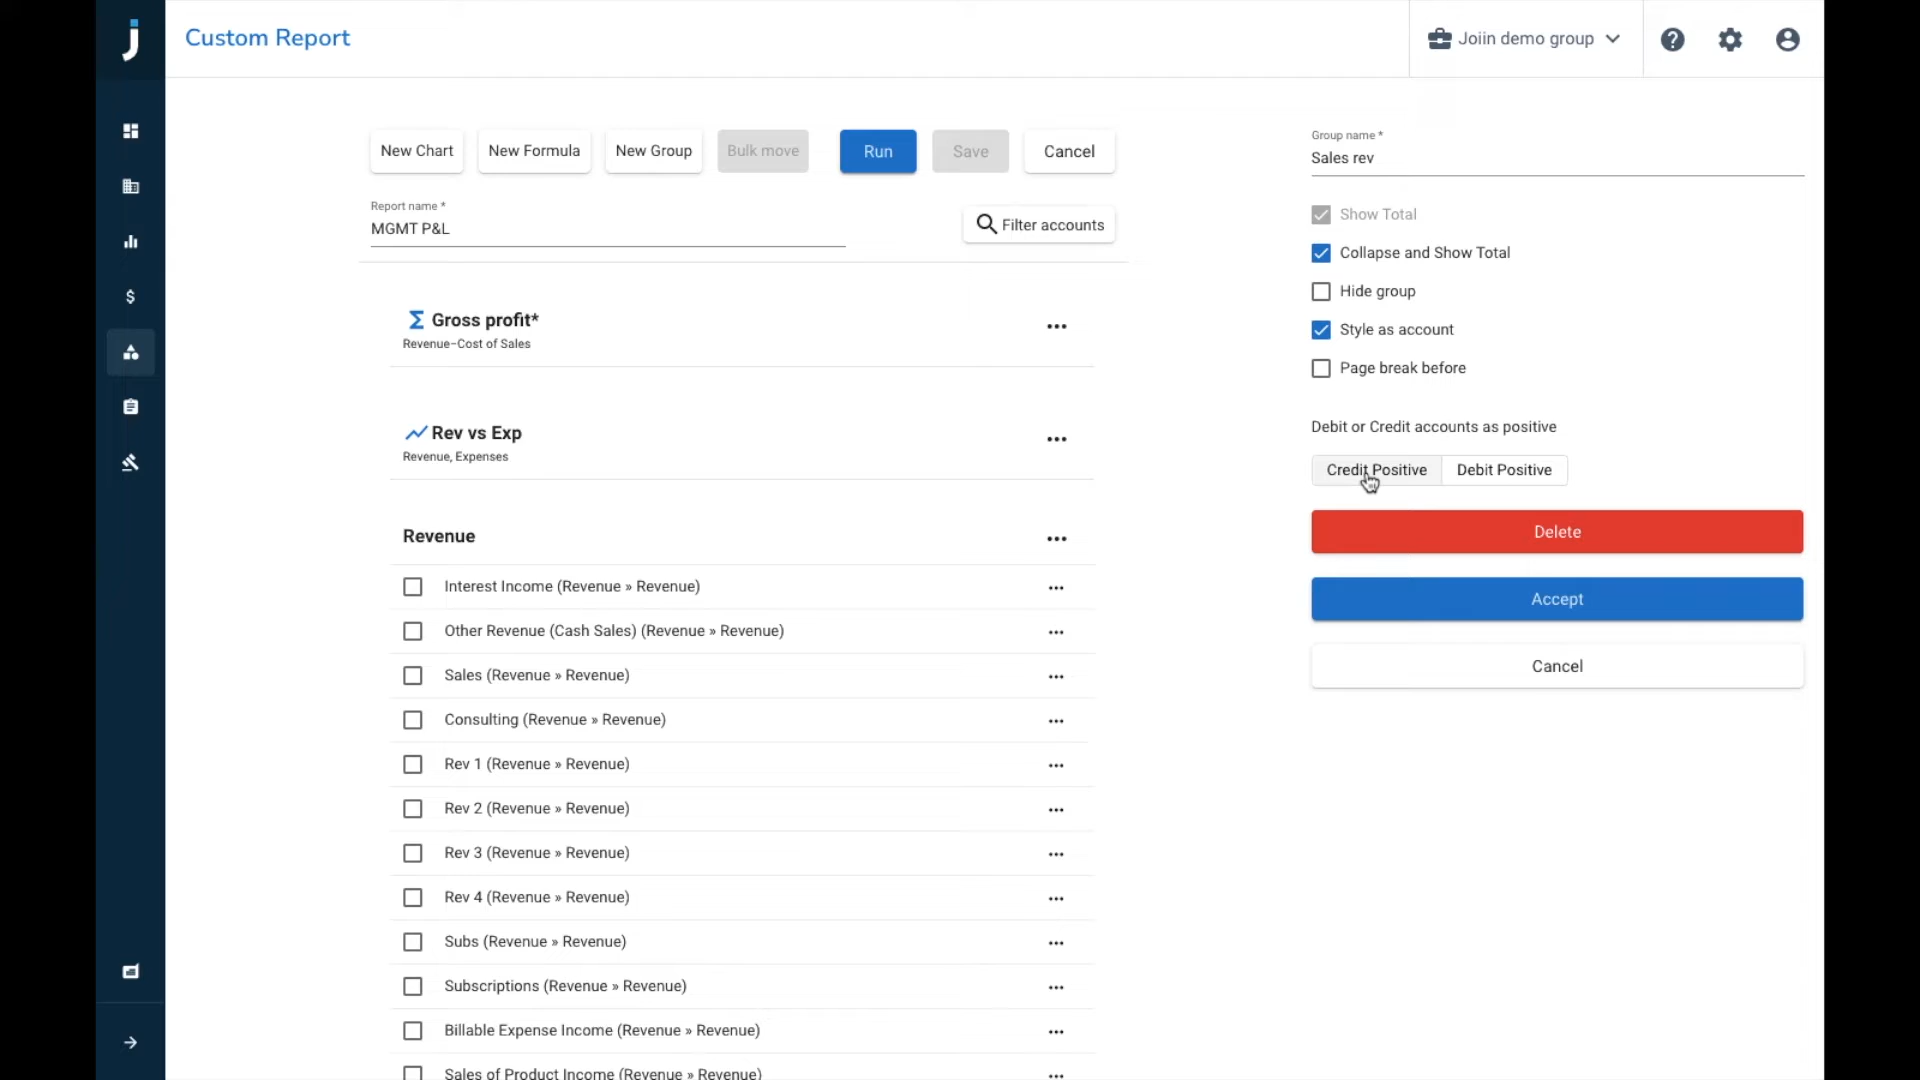 Custom Report
Joiin demo group
New Chart
New Formula
New Group
Bulk move
Run
Save
Cancel
Report name *
MGMT P&L
Filter accounts
Gross profit*
Revenue–Cost of Sales
Rev vs Exp
Revenue, Expenses
Revenue
Interest Income (Revenue » Revenue)
Other Revenue (Cash Sales) (Revenue » Revenue)
Sales (Revenue » Revenue)
Consulting (Revenue » Revenue)
Rev 1 (Revenue » Revenue)
Rev 2 (Revenue » Revenue)
Rev 3 (Revenue » Revenue)
Rev 4 (Revenue » Revenue)
Subs (Revenue » Revenue)
Subscriptions (Revenue » Revenue)
Billable Expense Income (Revenue » Revenue)
Sales of Product Income (Revenue » Revenue)
Group name *
Sales rev
Show Total
Collapse and Show Total
Hide group
Style as account
Page break before
Debit or Credit accounts as positive
Credit Positive
Debit Positive
Delete
Accept
Cancel